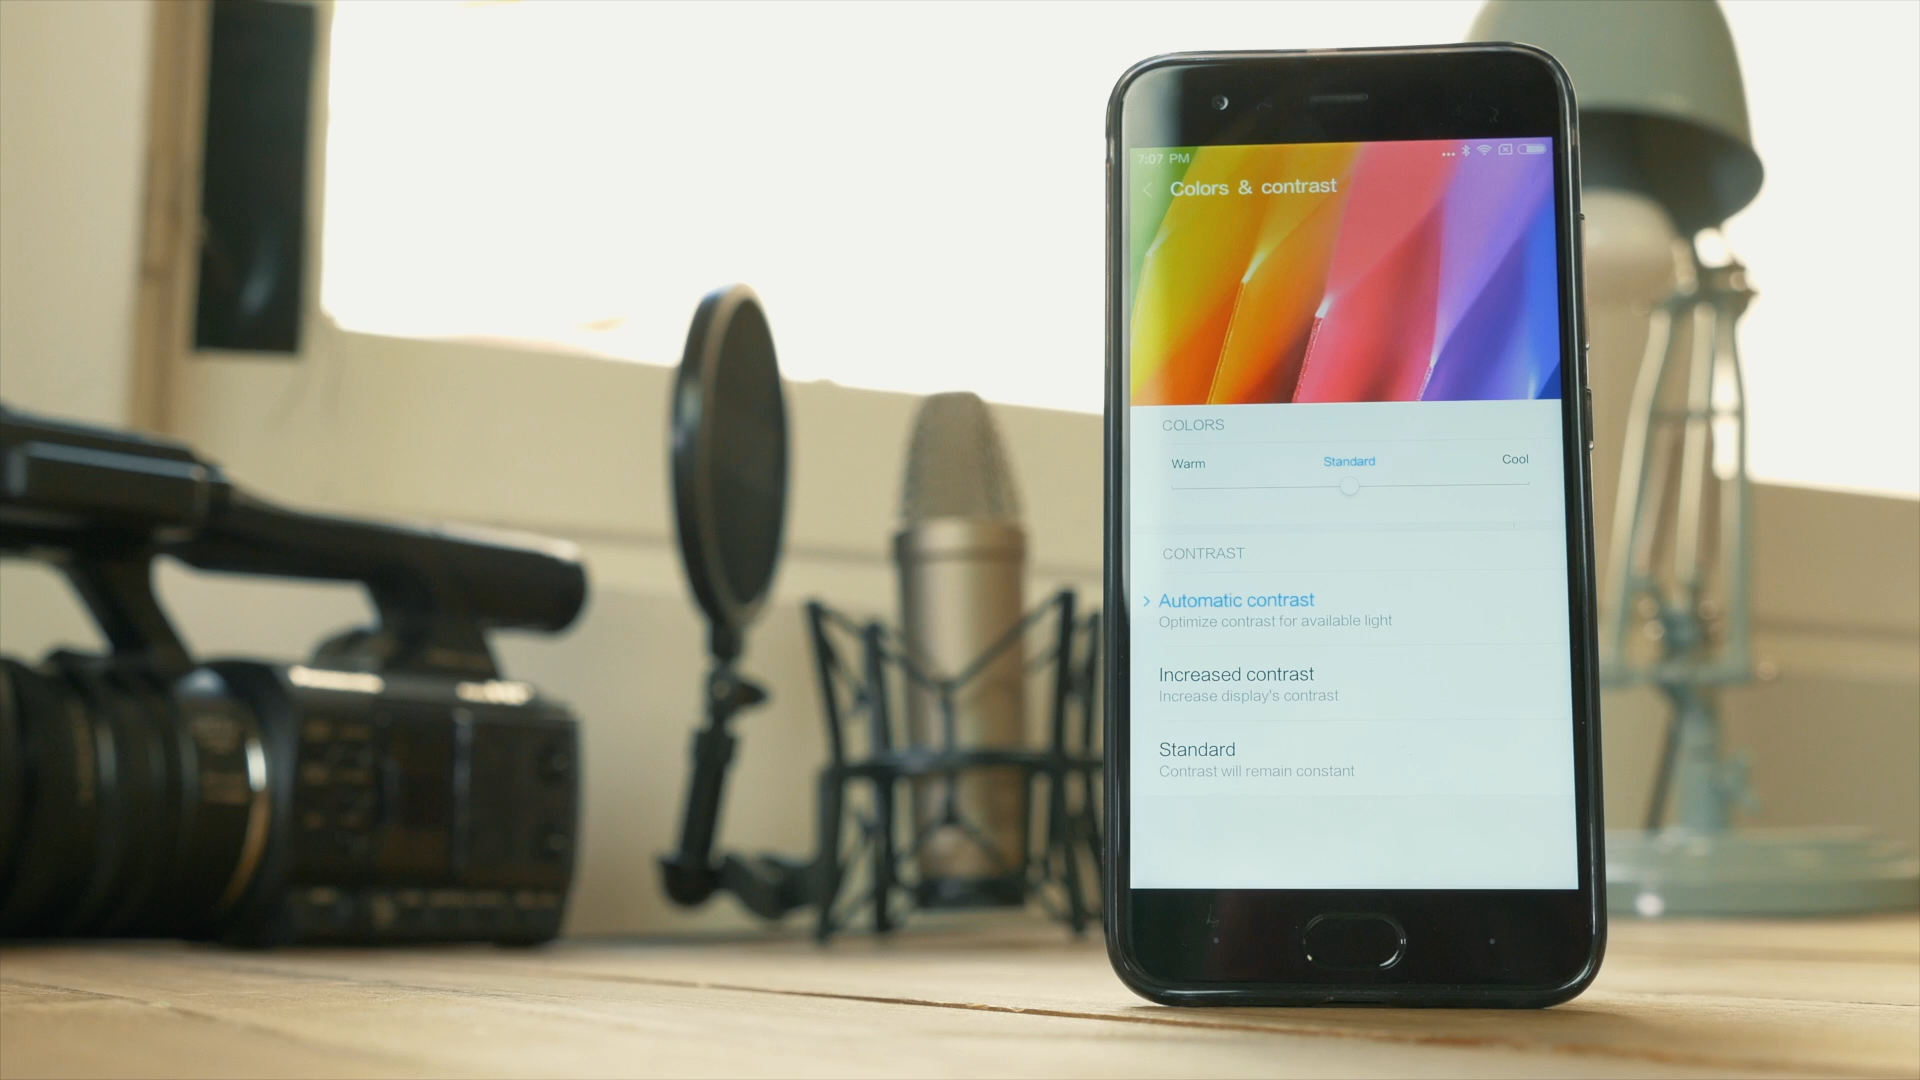 7:07 PM
Colors & contrast
COLORS
Warm Standard Cool
CONTRAST
Automatic contrast
Optimize contrast for available light
Increased contrast
Increase display's contrast
Standard
Contrast will remain constant